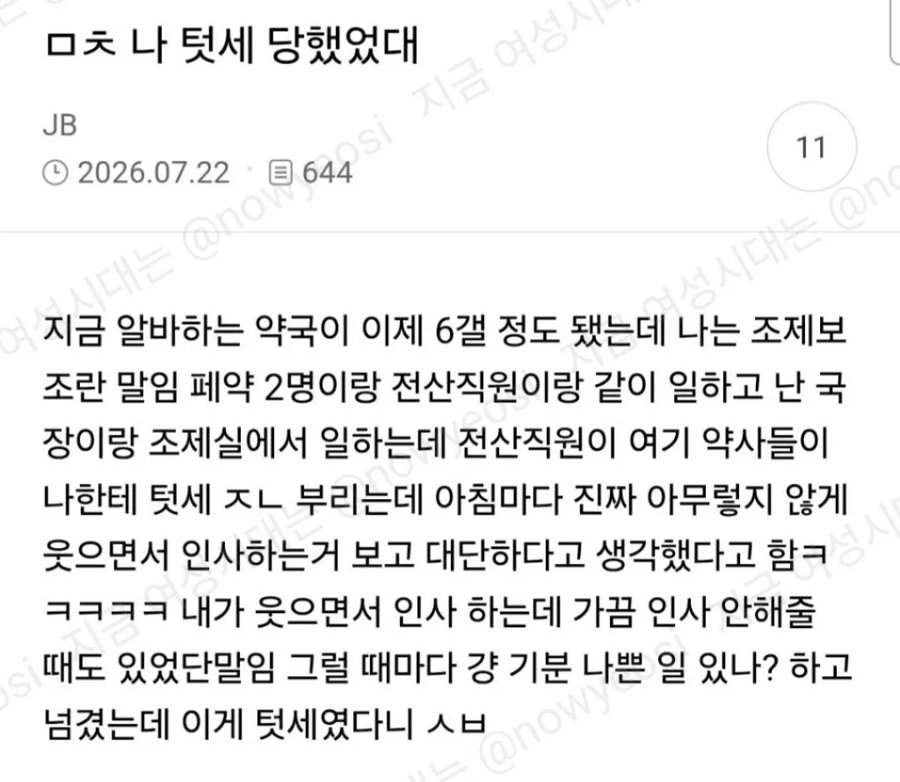 ㅁㅊ 나 텃세 당했었대
JB
2026.07.22 · 644
11
지금 알바하는 약국이 이제 6갤 정도 됐는데 나는 조제보
조란 말임 페약 2명이랑 전산직원이랑 같이 일하고 난 국
장이랑 조제실에서 일하는데 전산직원이 여기 약사들이
나한테 텃세 ㅈㄴ 부리는데 아침마다 진짜 아무렇지 않게
웃으면서 인사하는거 보고 대단하다고 생각했다고 함ㅋ
ㅋㅋㅋㅋ 내가 웃으면서 인사 하는데 가끔 인사 안해줄
때도 있었단말임 그럴 때마다 걍 기분 나쁜 일 있나? 하고
넘겼는데 이게 텃세였다니 ㅅㅂ
지금 여성시대는 @nowyeosi